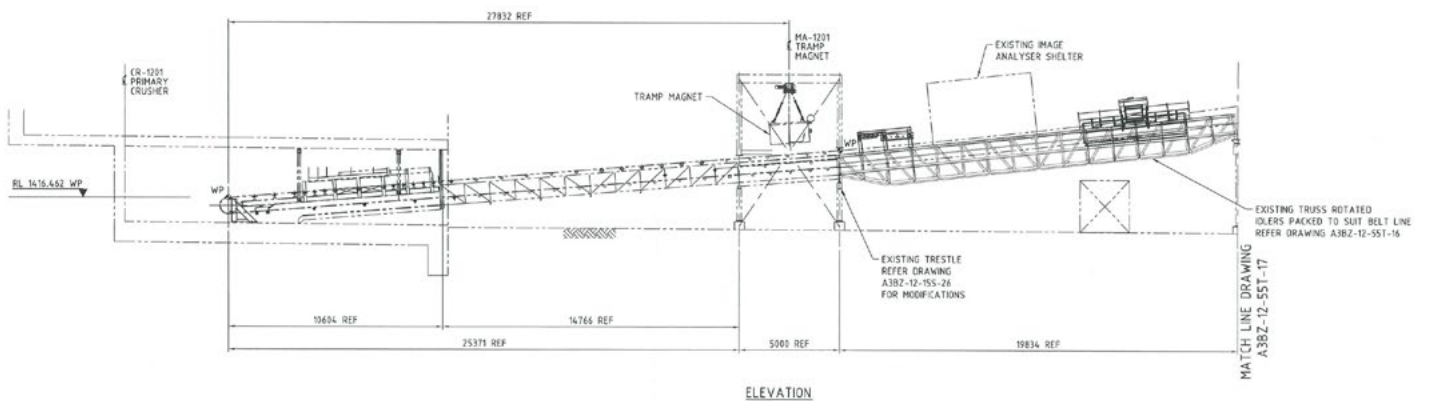 27832 REF
CR-1201
PRIMARY
CRUSHER
MA-1201
TRAMP
MAGNET
EXISTING IMAGE
ANALYSER SHELTER
TRAMP MAGNET
WP
RL 1416.462 WP
WP
EXISTING TRUSS ROTATED
IDLERS PACKED TO SUIT BELT LINE
REFER DRAWING A3BZ-12-55T-16
EXISTING TRESTLE
REFER DRAWING
A3BZ-12-15S-26
FOR MODIFICATIONS
MATCH LINE DRAWING
A3BZ-12-55T-17
10604 REF
14766 REF
25371 REF
5000 REF
19834 REF
ELEVATION